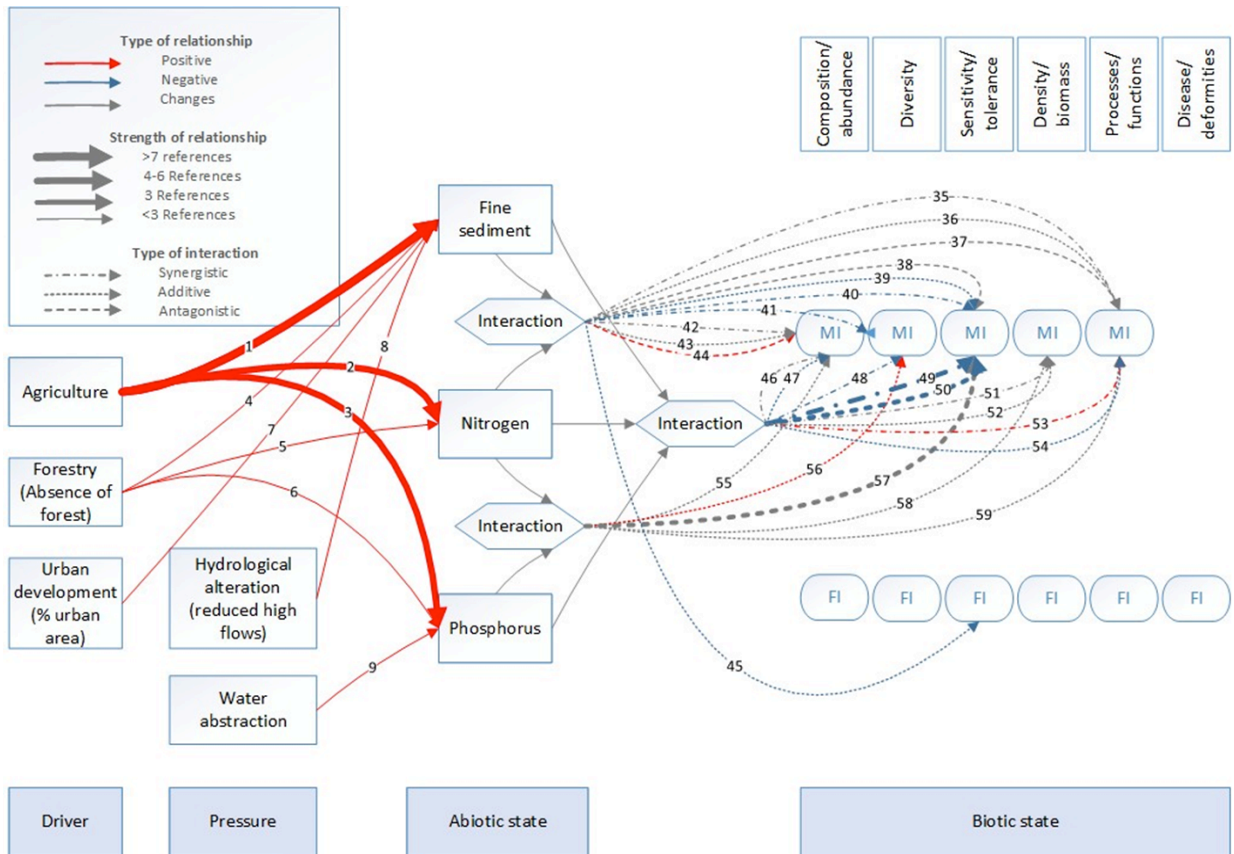 Type of relationship
Positive
Negative
Changes
Strength of relationship
>7 references
4-6 References
3 References
<3 References
Type of interaction
Synergistic
Additive
Antagonistic
Composition/
abundance
Diversity
Sensitivity/
tolerance
Density/
biomass
Processes/
functions
Disease/
deformities
Agriculture
Forestry
(Absence of
forest)
Urban
development
(% urban
area)
Hydrological
alteration
(reduced high
flows)
Water
abstraction
Fine
sediment
Interaction
Nitrogen
Interaction
Phosphorus
Interaction
1
2
3
4
5
6
7
8
9
35
36
37
38
39
40
41
42
43
44
45
46
47
48
49
50
51
52
53
54
55
56
57
58
59
MI
MI
MI
MI
MI
FI
FI
FI
FI
FI
FI
Driver
Pressure
Abiotic state
Biotic state